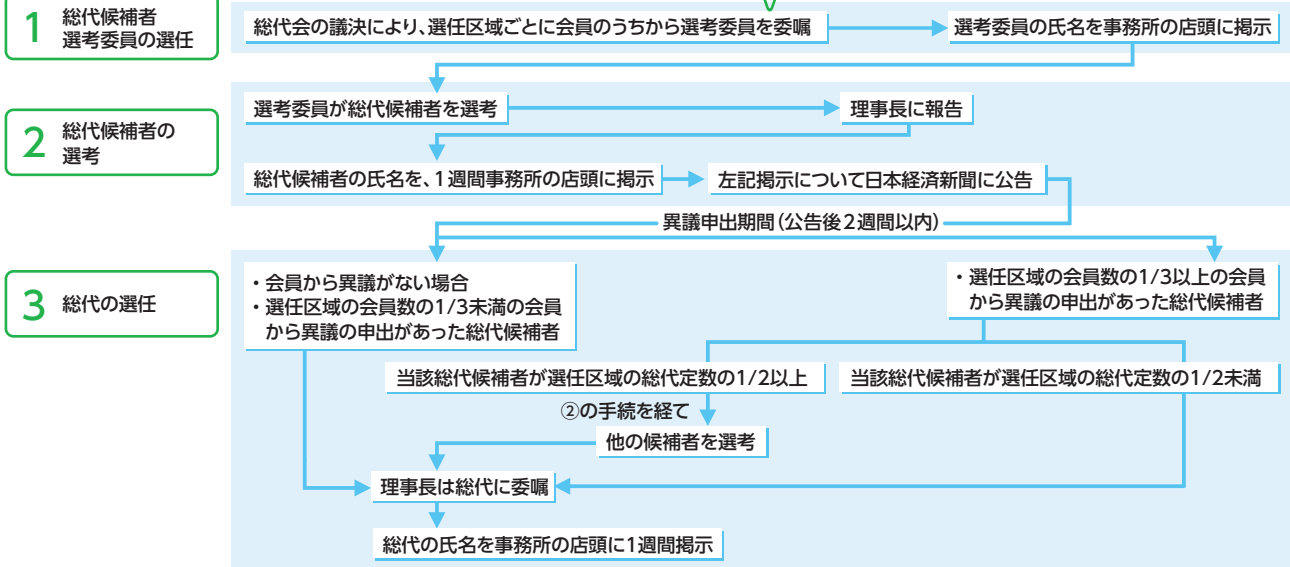 1
総代候補者
選考委員の選任
総代会の議決により、選任区域ごとに会員のうちから選考委員を委嘱
選考委員の氏名を事務所の店頭に掲示
2
総代候補者の
選考
選考委員が総代候補者を選考
理事長に報告
総代候補者の氏名を、1週間事務所の店頭に掲示
左記掲示について日本経済新聞に公告
異議申出期間(公告後2週間以内)
3
総代の選任
・会員から異議がない場合
・選任区域の会員数の1/3未満の会員
から異議の申出があった総代候補者
・選任区域の会員数の1/3以上の会員
から異議の申出があった総代候補者
当該総代候補者が選任区域の総代定数の1/2以上
当該総代候補者が選任区域の総代定数の1/2未満
②の手続を経て
他の候補者を選考
理事長は総代に委嘱
総代の氏名を事務所の店頭に1週間掲示